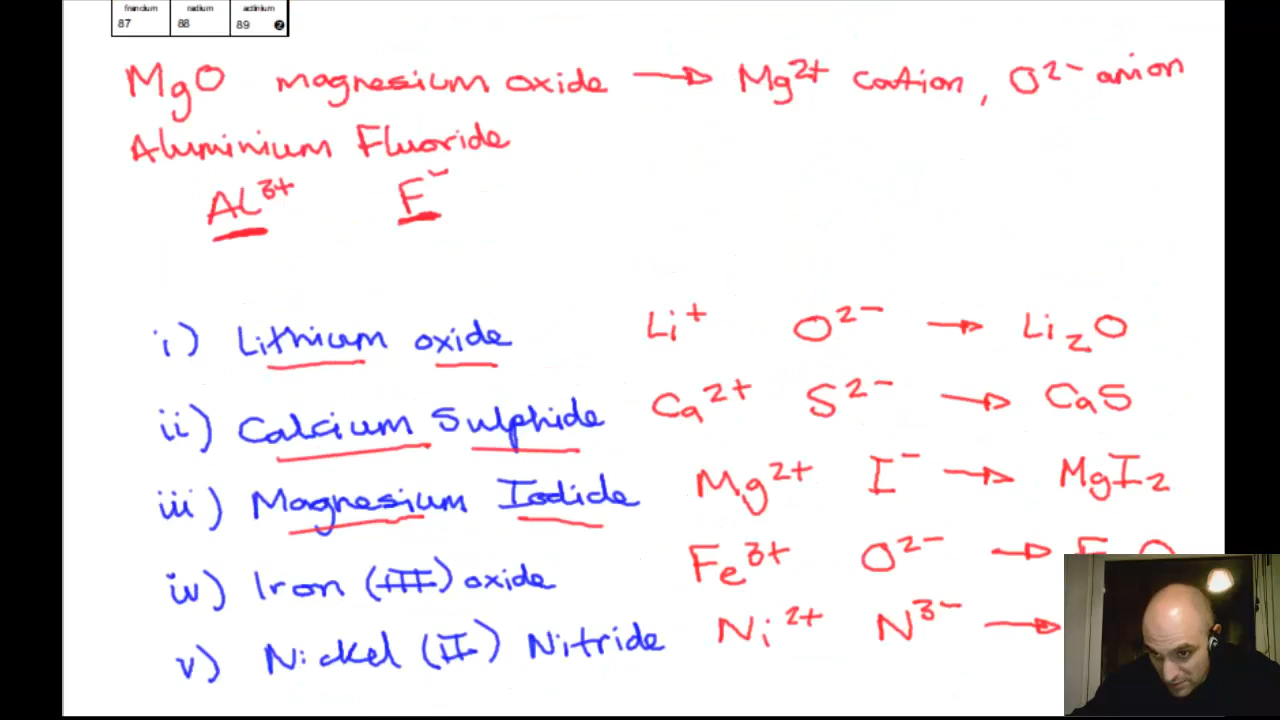 francium radium actinium
87 88 89
MgO magnesium oxide → Mg²⁺ cation, O²⁻ anion
Aluminium Fluoride
Al³⁺ F⁻
i) Lithium oxide Li⁺ O²⁻ → Li₂O
ii) Calcium Sulphide Ca²⁺ S²⁻ → CaS
iii) Magnesium Iodide Mg²⁺ I⁻ → MgI₂
iv) Iron (III) oxide Fe³⁺ O²⁻ →
v) Nickel (II) Nitride Ni²⁺ N³⁻ →